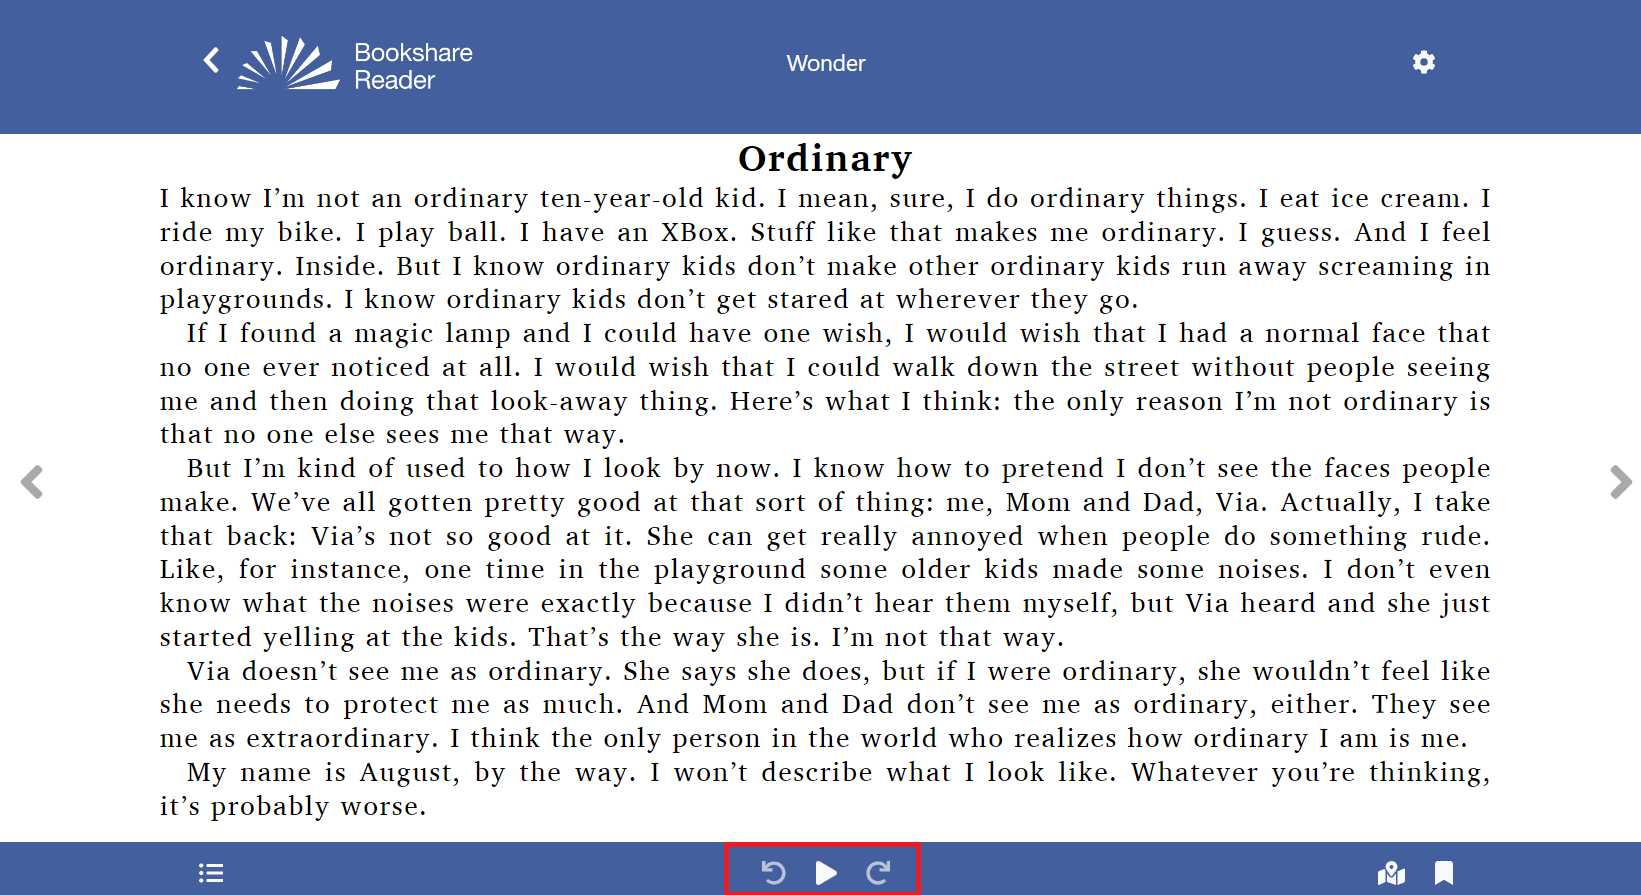 Bookshare
Reader
Wonder
Ordinary
I know I’m not an ordinary ten-year-old kid. I mean, sure, I do ordinary things. I eat ice cream. I
ride my bike. I play ball. I have an XBox. Stuff like that makes me ordinary. I guess. And I feel
ordinary. Inside. But I know ordinary kids don’t make other ordinary kids run away screaming in
playgrounds. I know ordinary kids don’t get stared at wherever they go.
If I found a magic lamp and I could have one wish, I would wish that I had a normal face that
no one ever noticed at all. I would wish that I could walk down the street without people seeing
me and then doing that look-away thing. Here’s what I think: the only reason I’m not ordinary is
that no one else sees me that way.
But I’m kind of used to how I look by now. I know how to pretend I don’t see the faces people
make. We’ve all gotten pretty good at that sort of thing: me, Mom and Dad, Via. Actually, I take
that back: Via’s not so good at it. She can get really annoyed when people do something rude.
Like, for instance, one time in the playground some older kids made some noises. I don’t even
know what the noises were exactly because I didn’t hear them myself, but Via heard and she just
started yelling at the kids. That’s the way she is. I’m not that way.
Via doesn’t see me as ordinary. She says she does, but if I were ordinary, she wouldn’t feel like
she needs to protect me as much. And Mom and Dad don’t see me as ordinary, either. They see
me as extraordinary. I think the only person in the world who realizes how ordinary I am is me.
My name is August, by the way. I won’t describe what I look like. Whatever you’re thinking,
it’s probably worse.